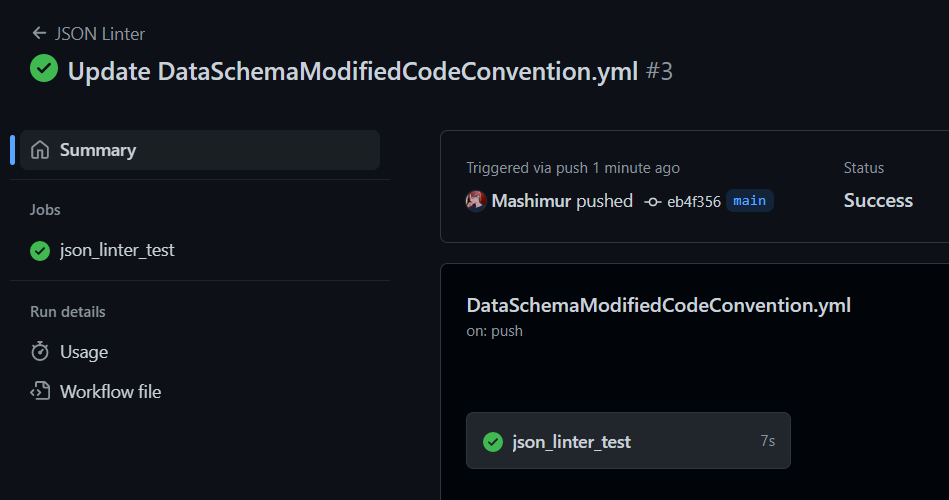 JSON Linter
Update DataSchemaModifiedCodeConvention.yml #3
Summary
Jobs
json_linter_test
Run details
Usage
Workflow file
Triggered via push 1 minute ago
Mashimur pushed eb4f356 main
Status
Success
DataSchemaModifiedCodeConvention.yml
on: push
json_linter_test 7s